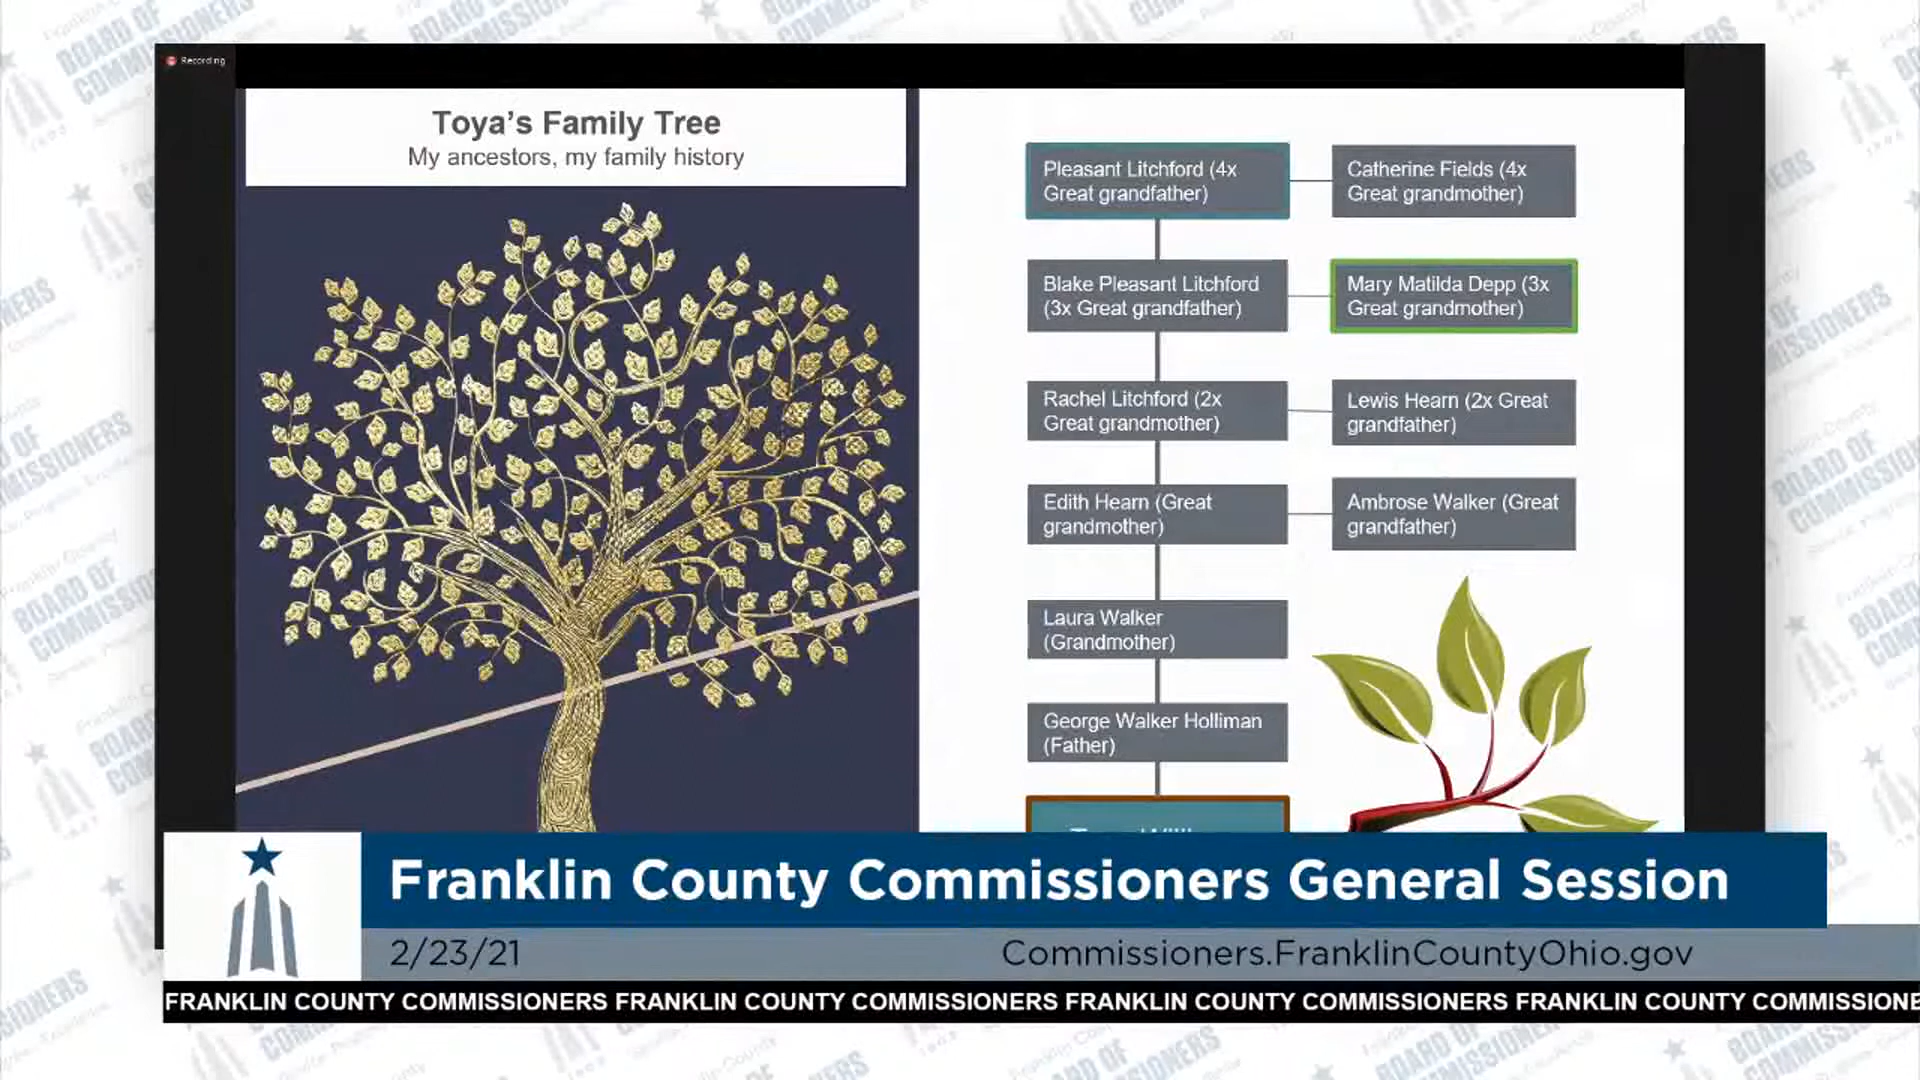 Recording
Toya's Family Tree
My ancestors, my family history
Pleasant Litchford (4x
Great grandfather)
Catherine Fields (4x
Great grandmother)
Blake Pleasant Litchford
(3x Great grandfather)
Mary Matilda Depp (3x
Great grandmother)
Rachel Litchford (2x
Great grandmother)
Lewis Hearn (2x Great
grandfather)
Edith Hearn (Great
grandmother)
Ambrose Walker (Great
grandfather)
Laura Walker
(Grandmother)
George Walker Holliman
(Father)
Franklin County Commissioners General Session
2/23/21
Commissioners.FranklinCountyOhio.gov
FRANKLIN COUNTY COMMISSIONERS FRANKLIN COUNTY COMMISSIONERS FRANKLIN COUNTY COMMISSIONERS FRANKLIN COUNTY COMMISSIONE
BOARD OF
COMMISSIONERS